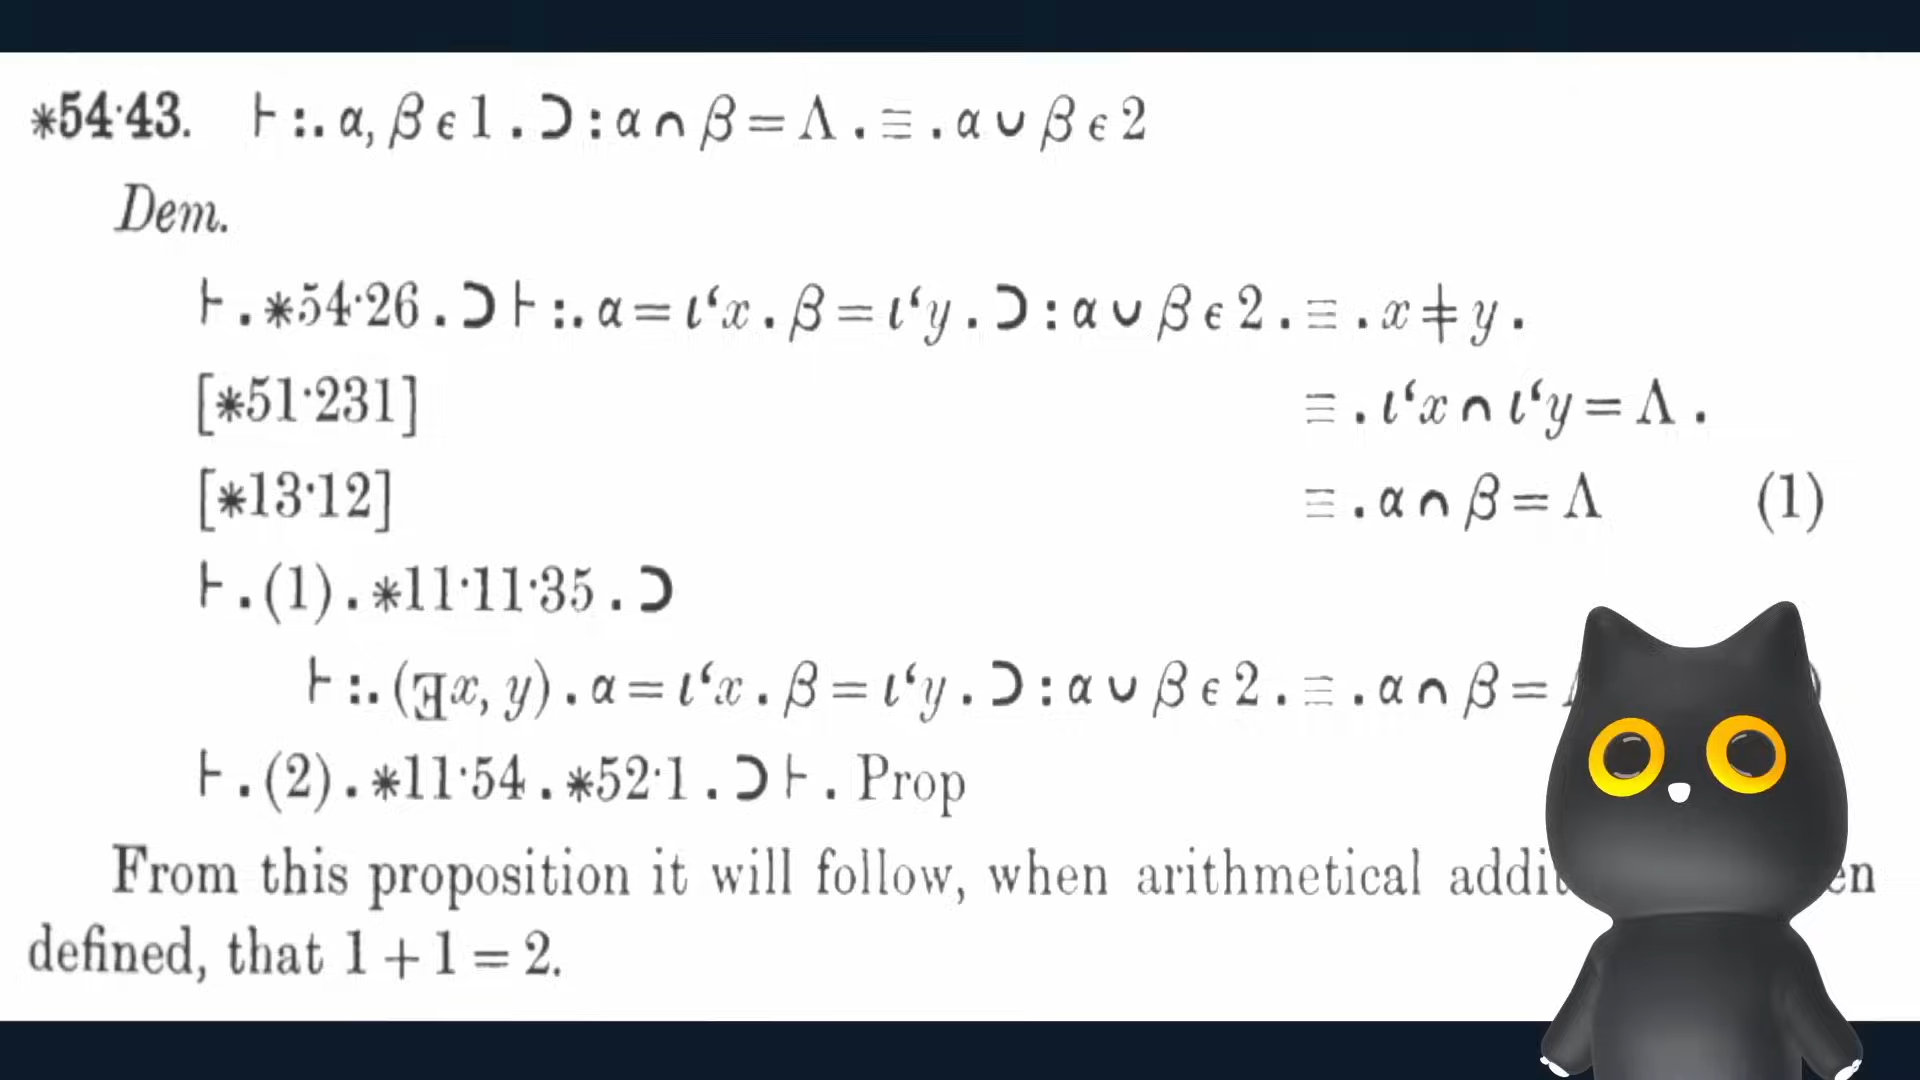 ∗54·43. ⊢ :. α, β ϵ 1 . ⊃ : α ∩ β = Λ . ≡ . α ∪ β ϵ 2
Dem.
⊢ . ∗54·26 . ⊃ ⊢ :. α = ι‘x . β = ι‘y . ⊃ : α ∪ β ϵ 2 . ≡ . x ≠ y .
[∗51·231] ≡ . ι‘x ∩ ι‘y = Λ .
[∗13·12] ≡ . α ∩ β = Λ (1)
⊢ . (1) . ∗11·11·35 . ⊃
⊢ :. (∃x, y) . α = ι‘x . β = ι‘y . ⊃ : α ∪ β ϵ 2 . ≡ . α ∩ β =
⊢ . (2) . ∗11·54 . ∗52·1 . ⊃ ⊢ . Prop
From this proposition it will follow, when arithmetical
defined, that 1 + 1 = 2.